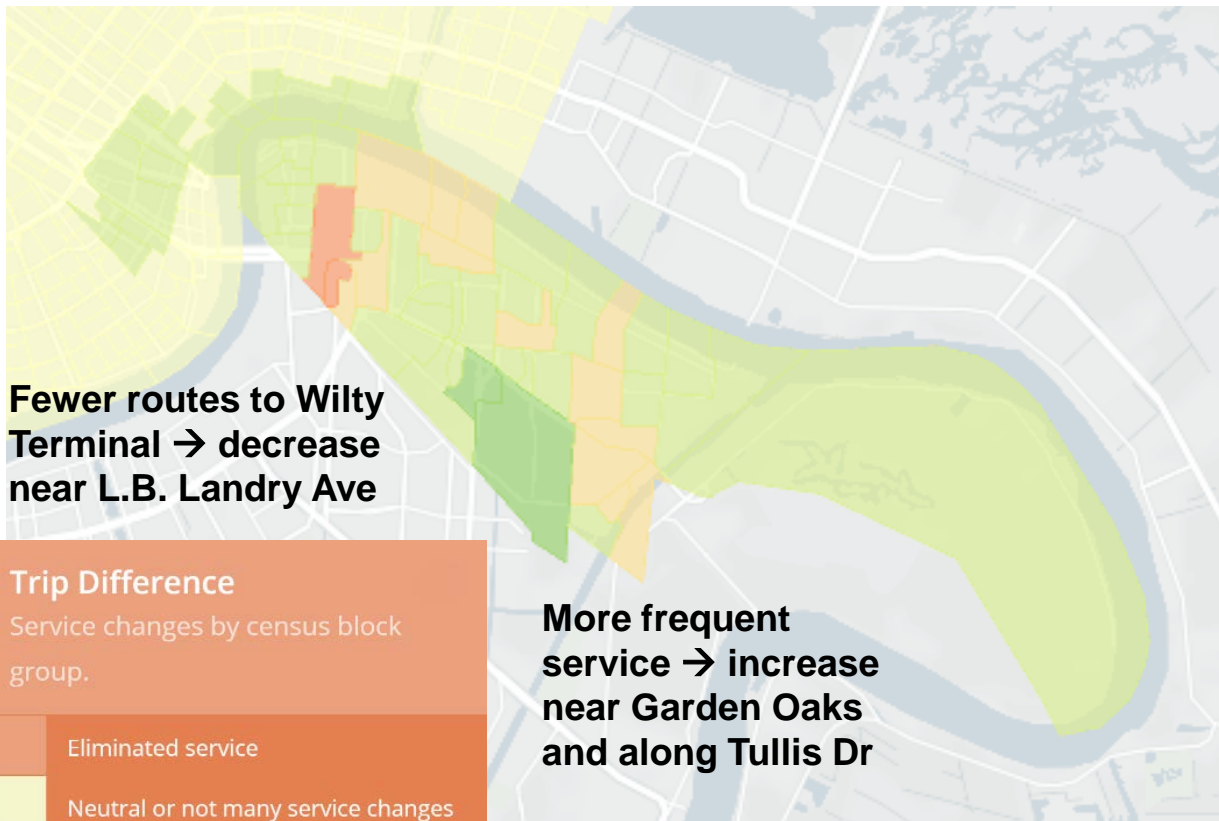 Fewer routes to Wilty
Terminal → decrease
near L.B. Landry Ave
Trip Difference
Service changes by census block
group.
Eliminated service
Neutral or not many service changes
More frequent
service → increase
near Garden Oaks
and along Tullis Dr